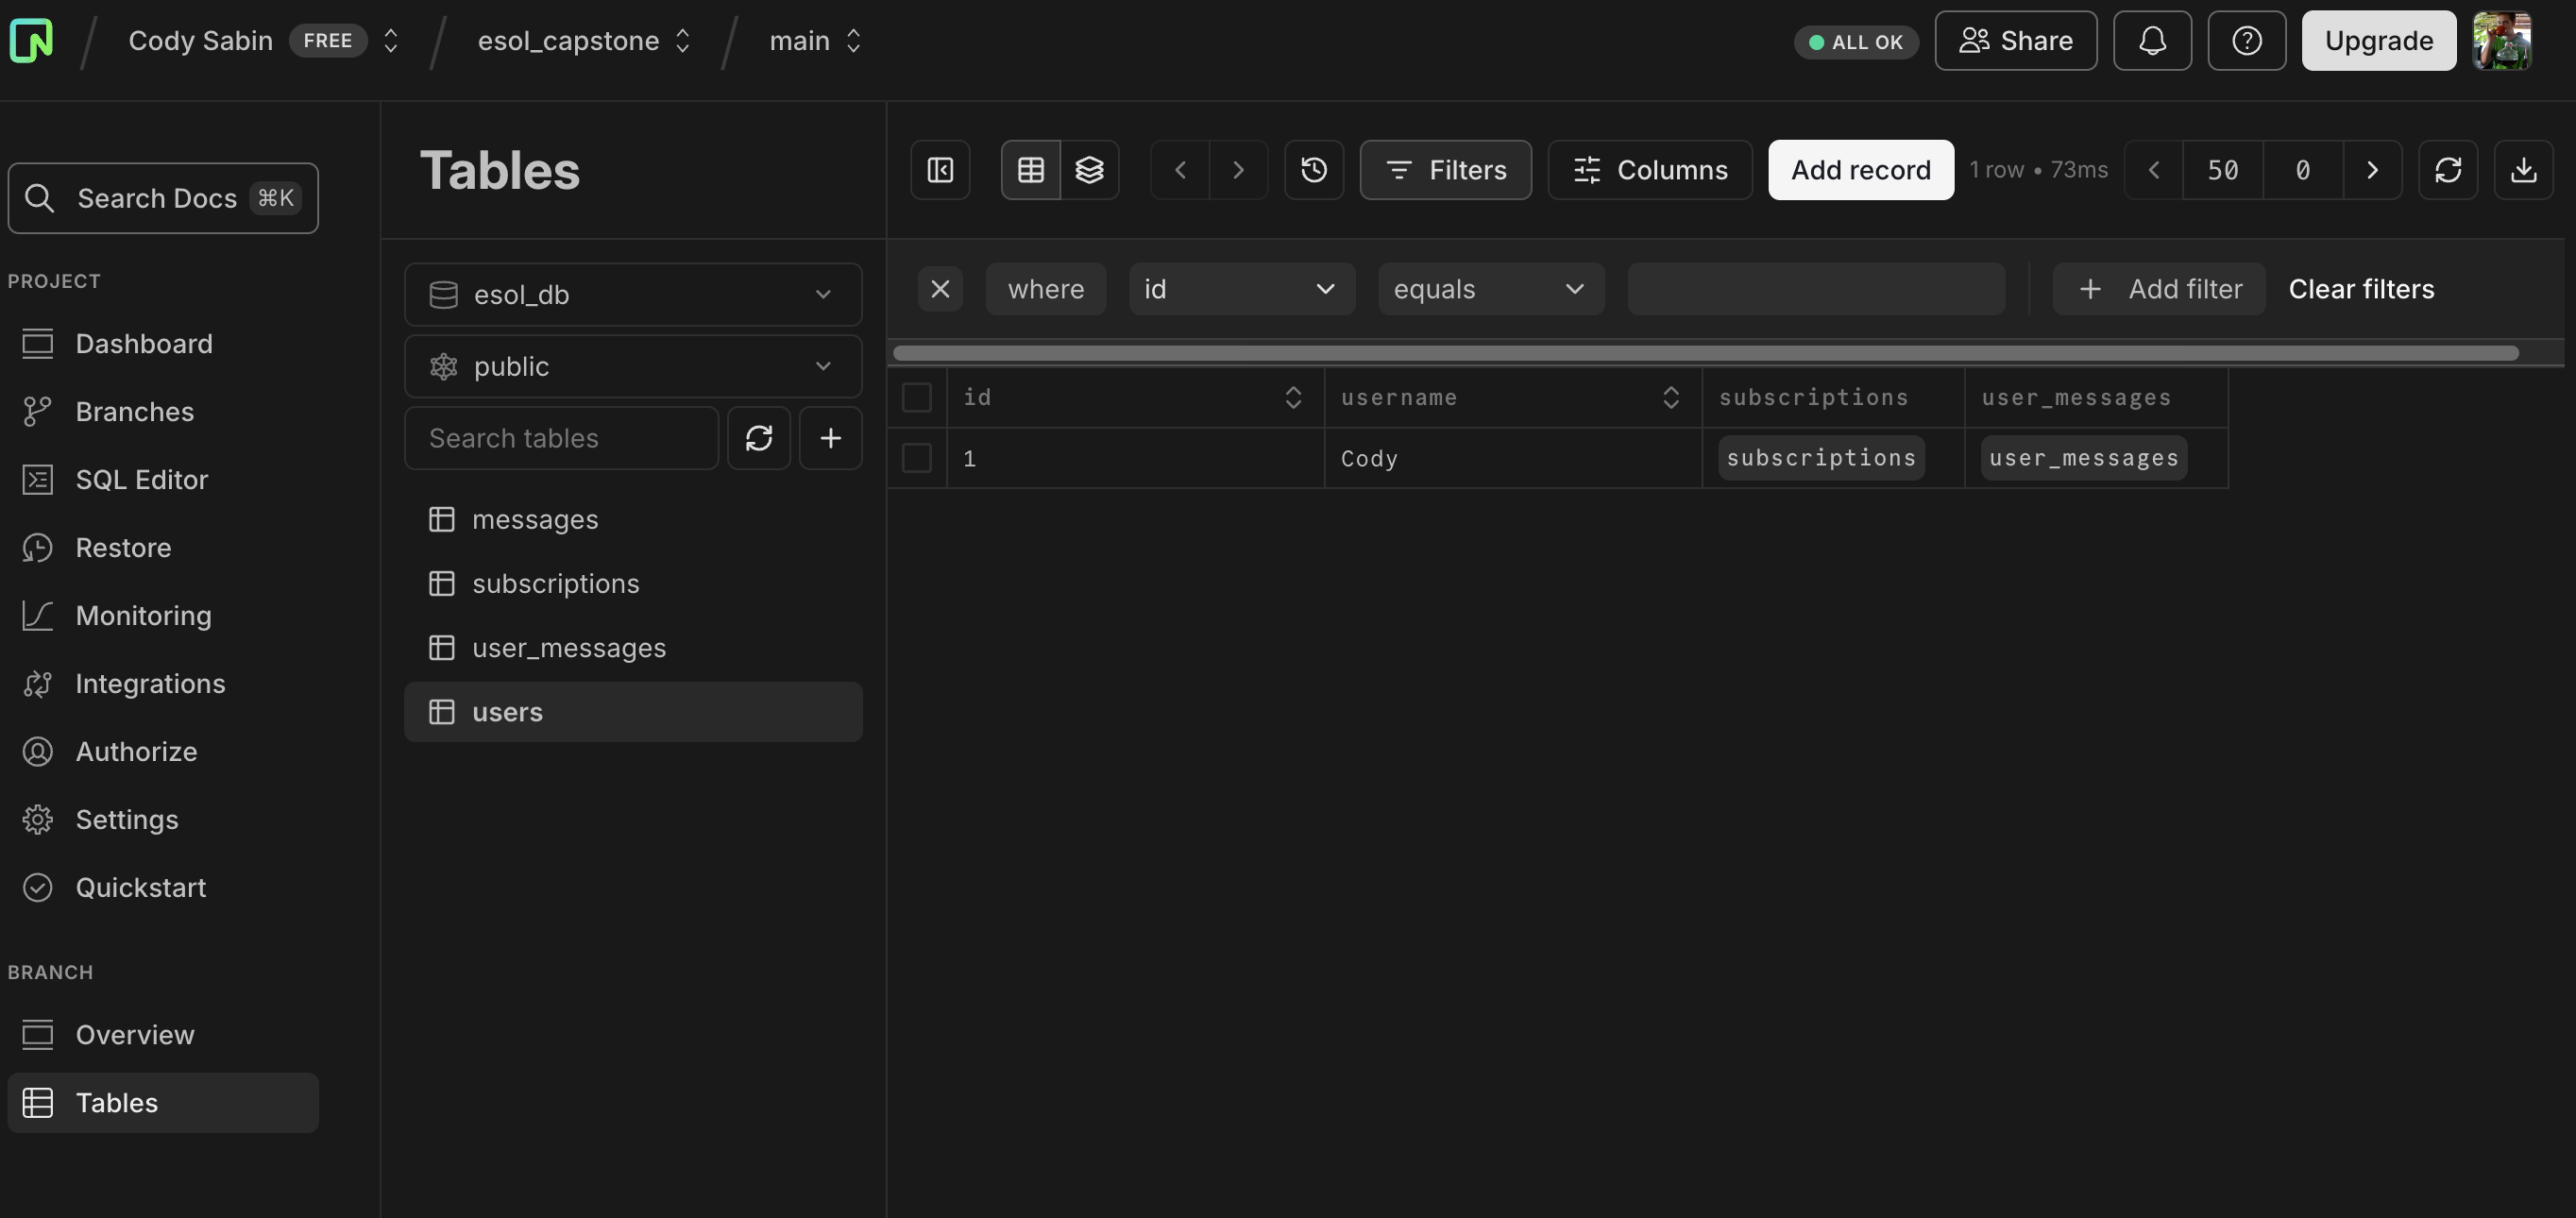 Cody Sabin FREE esol_capstone main ALL OK Share Upgrade
Search Docs ⌘K
PROJECT
Dashboard
Branches
SQL Editor
Restore
Monitoring
Integrations
Authorize
Settings
Quickstart
BRANCH
Overview
Tables
Tables
esol_db
public
Search tables
messages
subscriptions
user_messages
users
Filters Columns Add record 1 row • 73ms 50 0
where id equals Add filter Clear filters
id username subscriptions user_messages
1 Cody subscriptions user_messages